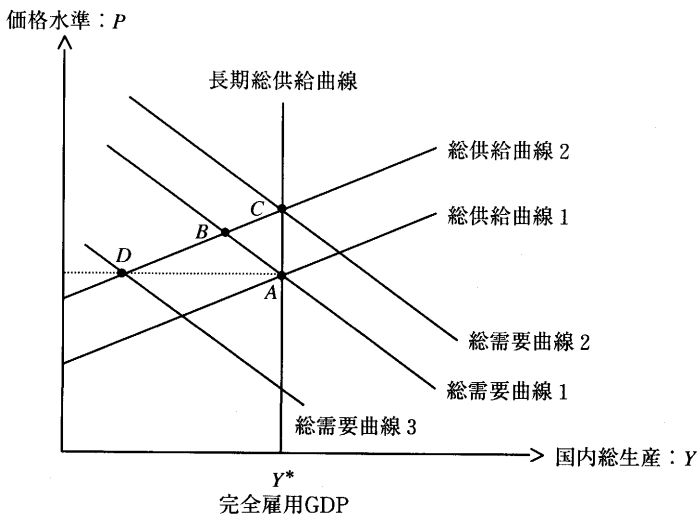 価格水準：P
長期総供給曲線
総供給曲線2
総供給曲線1
C
B
D
A
総需要曲線2
総需要曲線1
総需要曲線3
国内総生産：Y
Y*
完全雇用GDP